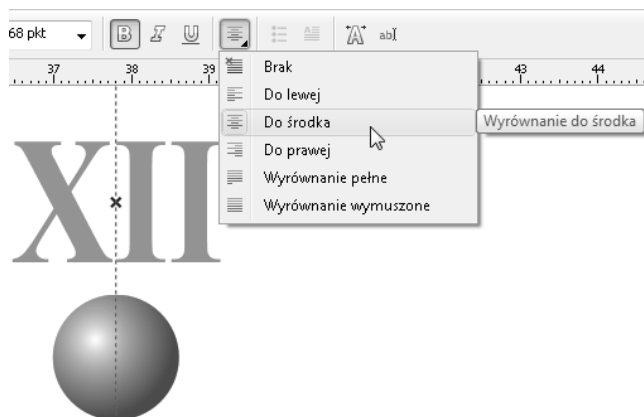 68 pkt B I U A ab
37 38 39 43 44
Brak
Do lewej
Do środka
Wyrównanie do środka
Do prawej
Wyrównanie pełne
Wyrównanie wymuszone
XII